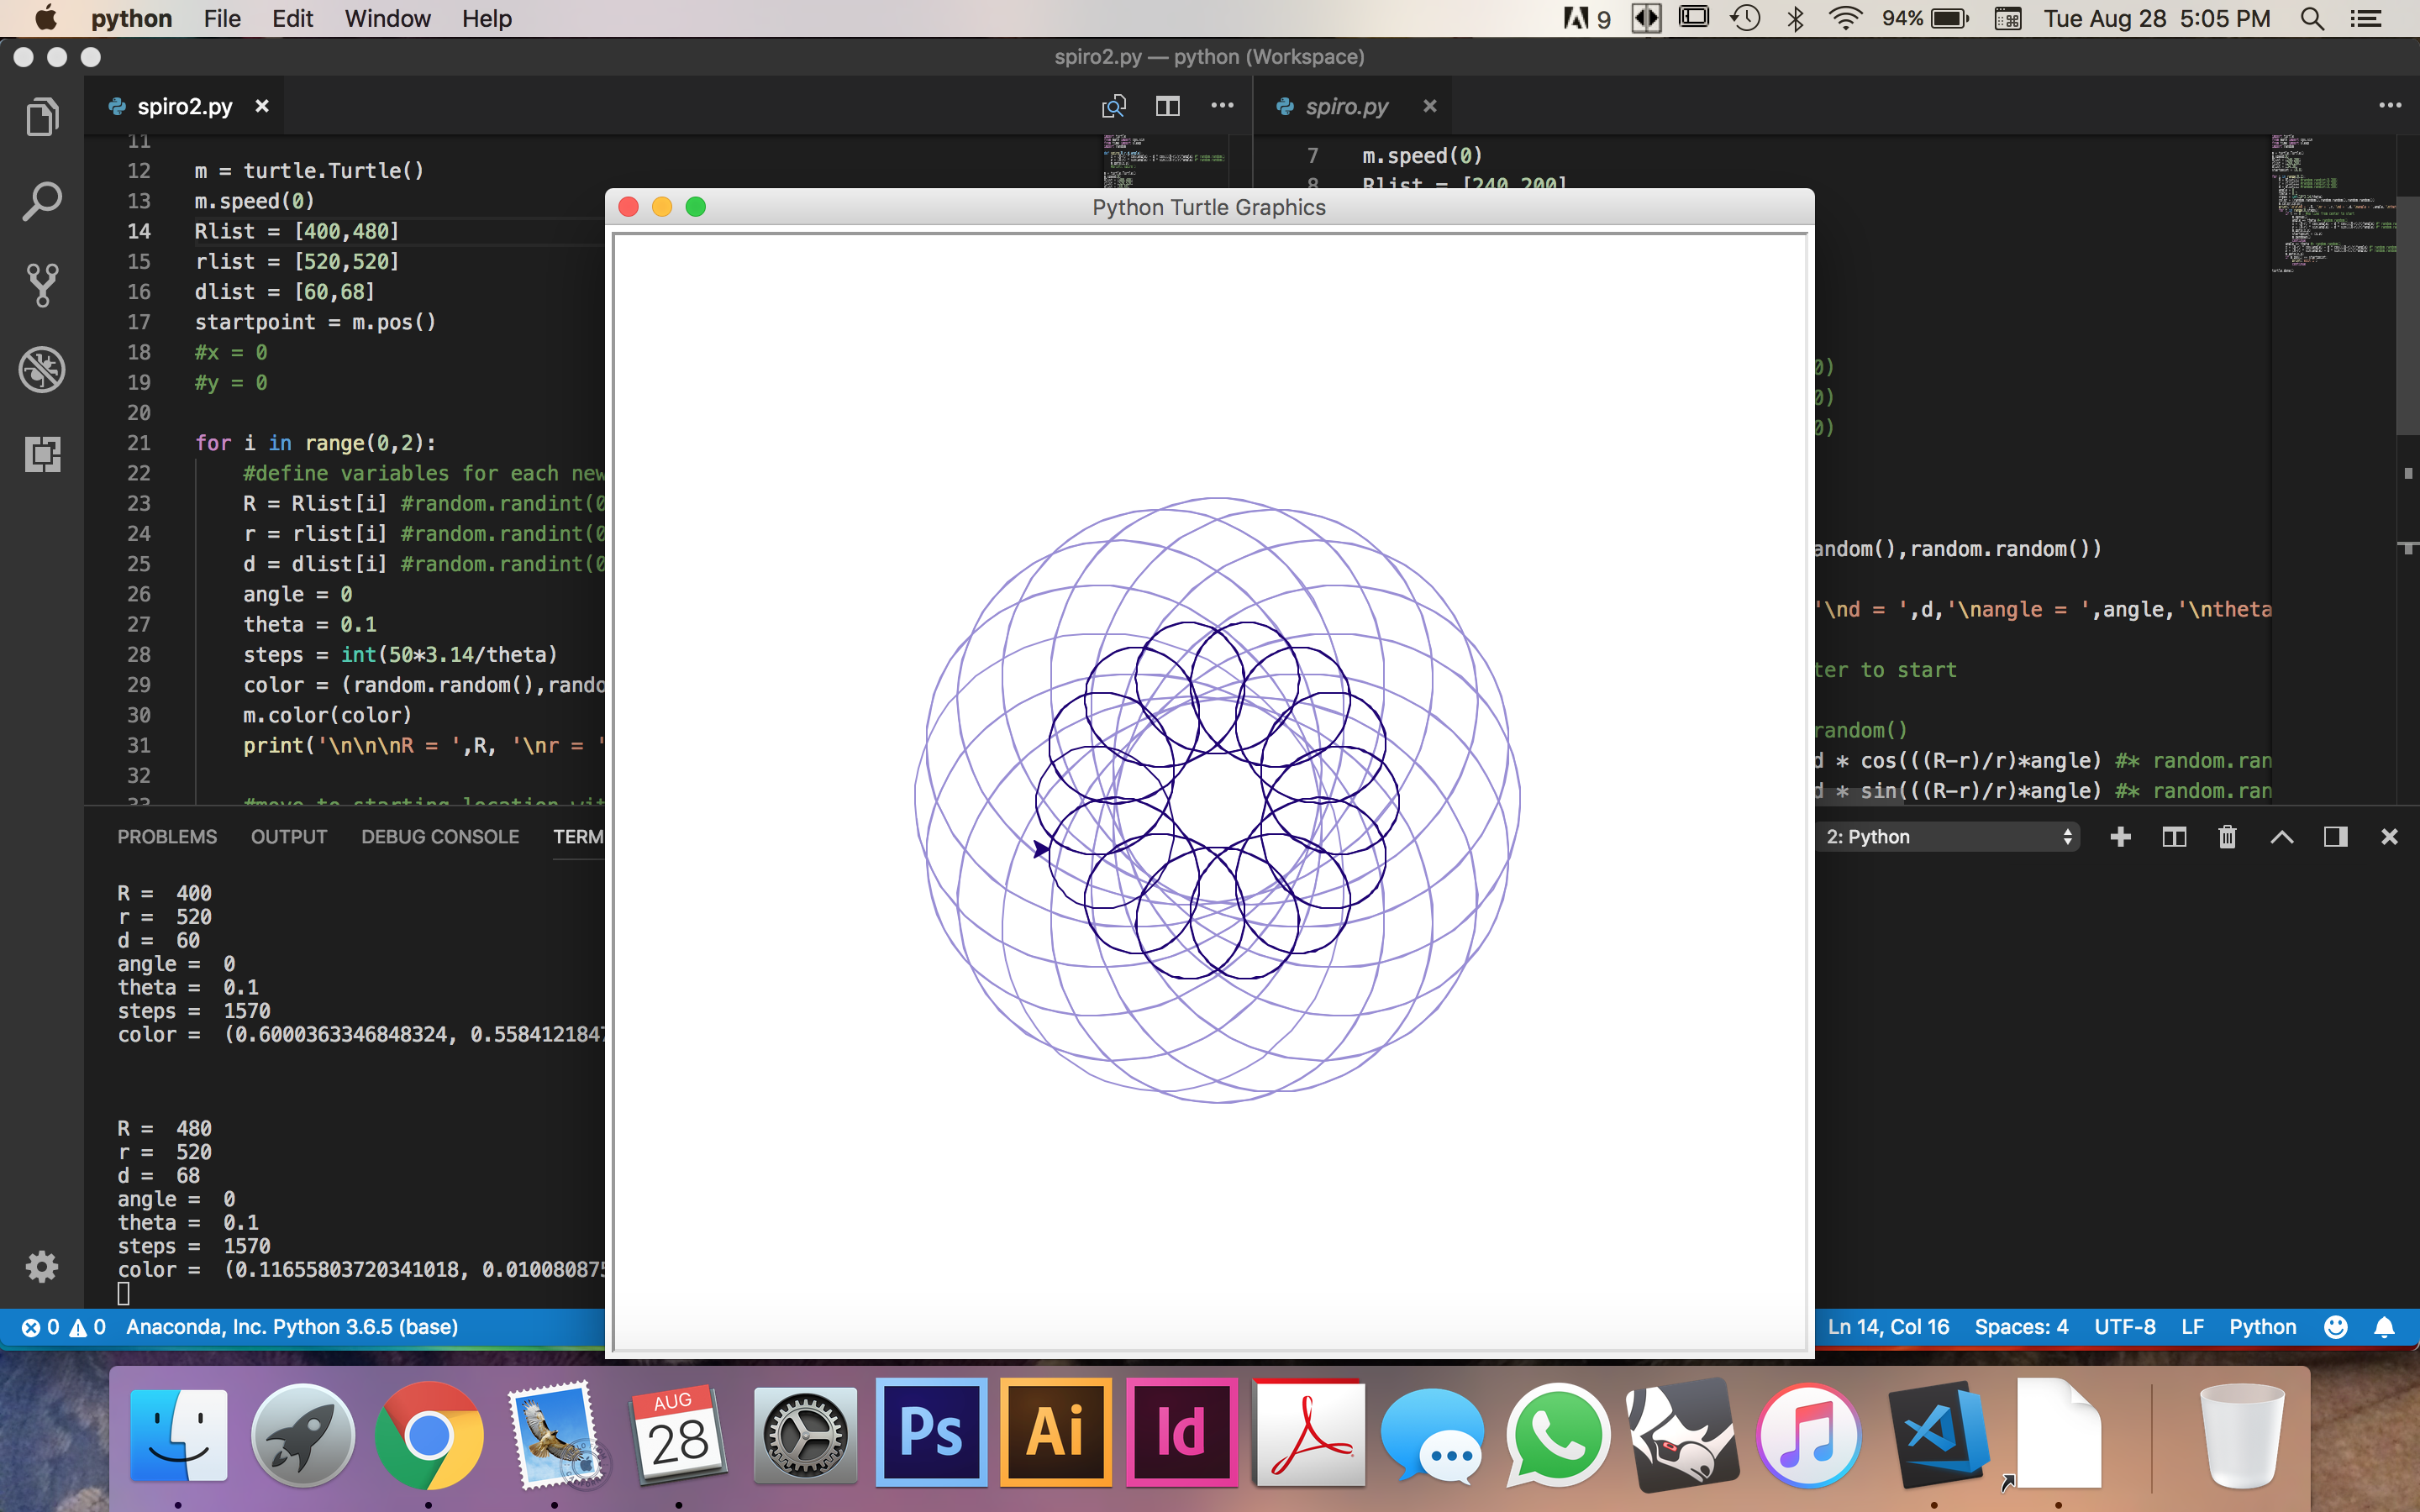 python File Edit Window Help 9 94% Tue Aug 28 5:05 PM
spiro2.py — python (Workspace)
spiro2.py
spiro.py
11
12 m = turtle.Turtle()
13 m.speed(0)
14 Rlist = [400,480]
15 rlist = [520,520]
16 dlist = [60,68]
17 startpoint = m.pos()
18 #x = 0
19 #y = 0
20
21 for i in range(0,2):
22 #define variables for each new
23 R = Rlist[i] #random.randint(0
24 r = rlist[i] #random.randint(0
25 d = dlist[i] #random.randint(0
26 angle = 0
27 theta = 0.1
28 steps = int(50*3.14/theta)
29 color = (random.random(),rando
30 m.color(color)
31 print('\n\n\nR = ',R, '\nr = '
32
33 #move to starting location wit
7 m.speed(0)
8 Rlist = [240,200]
Python Turtle Graphics
0)
0)
0)
andom(),random.random())
'\nd = ',d,'\nangle = ',angle,'\ntheta
ter to start
random()
d * cos(((R-r)/r)*angle) #* random.ran
d * sin(((R-r)/r)*angle) #* random.ran
PROBLEMS OUTPUT DEBUG CONSOLE TERM
2: Python
R = 400
r = 520
d = 60
angle = 0
theta = 0.1
steps = 1570
color = (0.6000363346848324, 0.558412184
R = 480
r = 520
d = 68
angle = 0
theta = 0.1
steps = 1570
color = (0.11655803720341018, 0.010080875
0 0 Anaconda, Inc. Python 3.6.5 (base)
Ln 14, Col 16 Spaces: 4 UTF-8 LF Python
AUG
28
Ps
Ai
Id